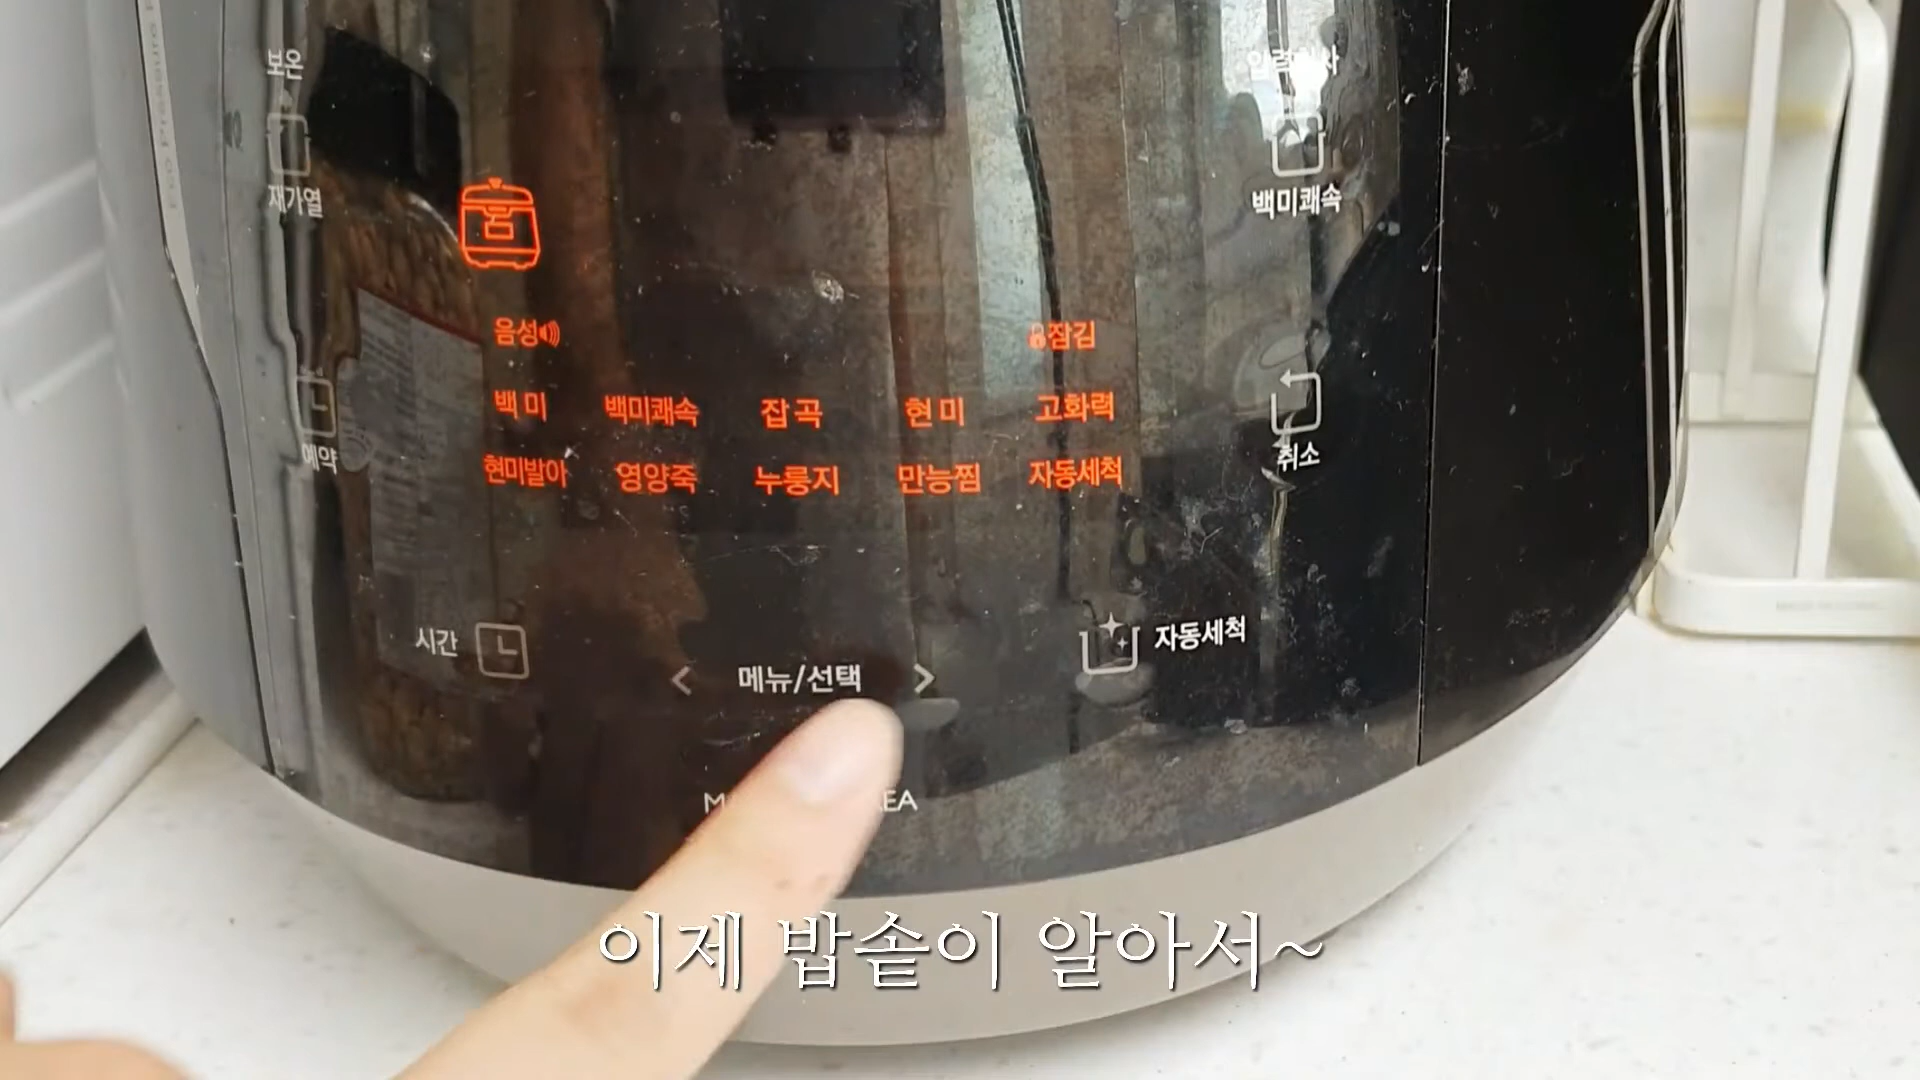 보온
재가열
백미쾌속
음성
잠김
백미 백미쾌속 잡곡 현미 고화력
현미발아 영양죽 누룽지 만능찜 자동세척
예약
취소
시간
< 메뉴/선택 >
자동세척
이제 밥솥이 알아서~